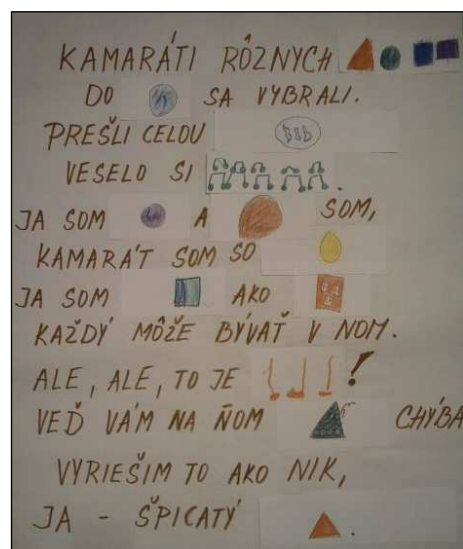 KAMARÁTI RÔZNYCH
DO SA VYBRALI.
PREŠLI CELOU
VESELO SI .
JA SOM A SOM,
KAMARÁT SOM SO
JA SOM AKO
KAŽDÝ MÔŽE BÝVAŤ V NOM.
ALE, ALE, TO JE !
VEĎ VÁM NA ŇOM CHÝBA
VYRIEŠIM TO AKO NIK,
JA - ŠPICATÝ .